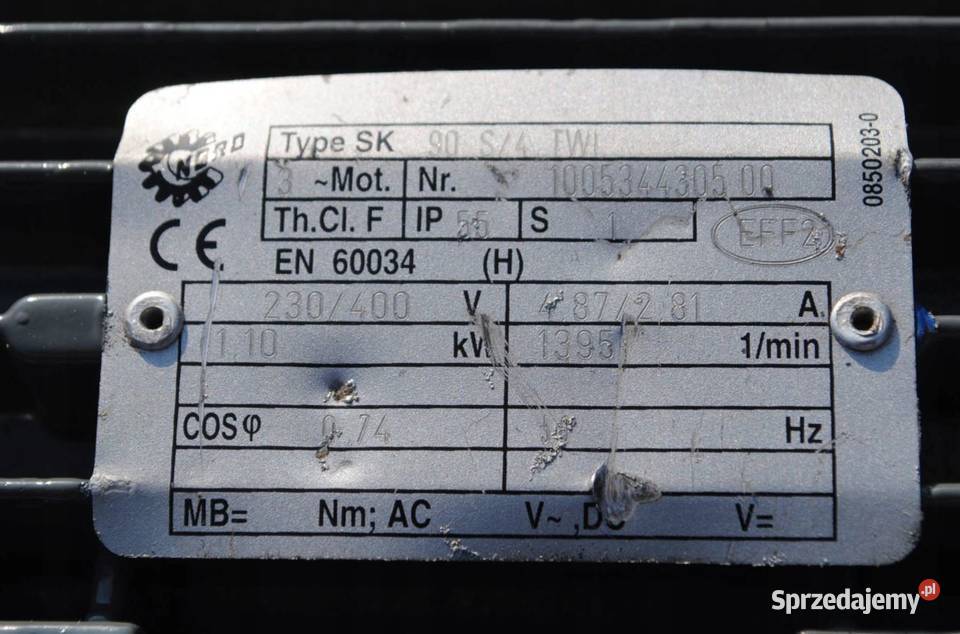 NORD
Type SK 90 S/4 TWI
0850203-0
3 ~Mot. Nr. 1005344305 00
Th.Cl. F IP 55 S 1 EFF2
CE EN 60034 (H)
230/400 V 4.87/2.81 A
1.10 kW 1395 1/min
COSφ 0.74 Hz
MB= Nm; AC V~ ,DC V=
Sprzedajemy.pl